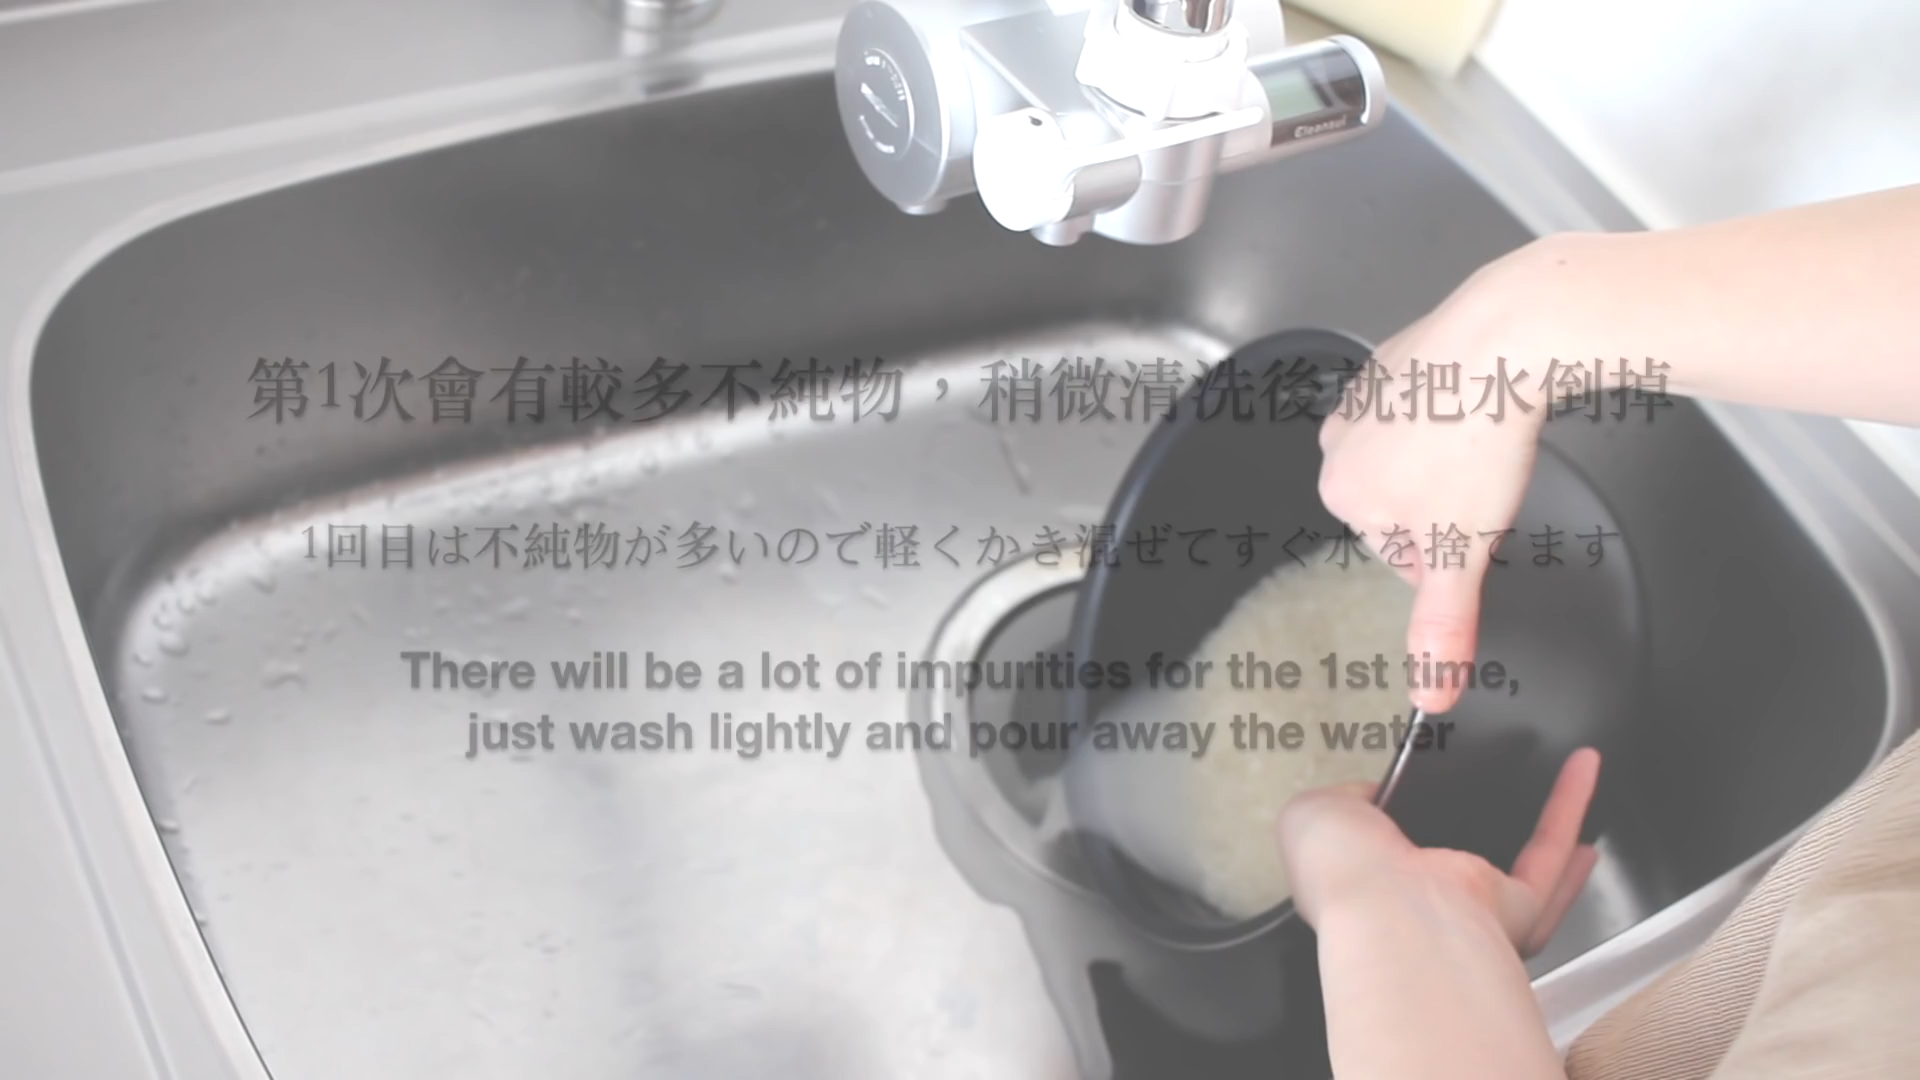 Cleansui
第1次會有較多不純物，稍微清洗後就把水倒掉
1回目は不純物が多いので軽くかき混ぜてすぐ水を捨てます
There will be a lot of impurities for the 1st time,
just wash lightly and pour away the water